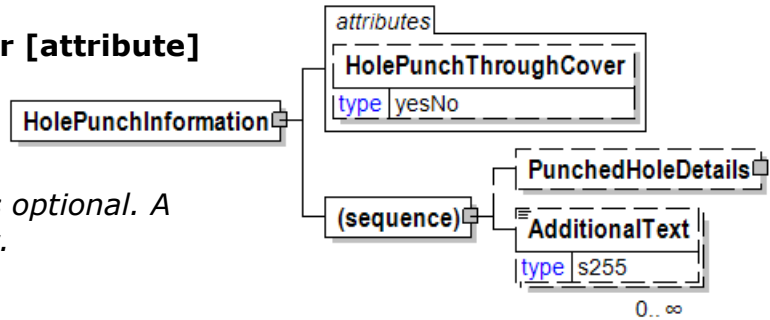 attributes
r [attribute]
HolePunchThroughCover
type yesNo
HolePunchInformation
PunchedHoleDetails
optional. A
(sequence)
AdditionalText
.
type s255
0.. ∞